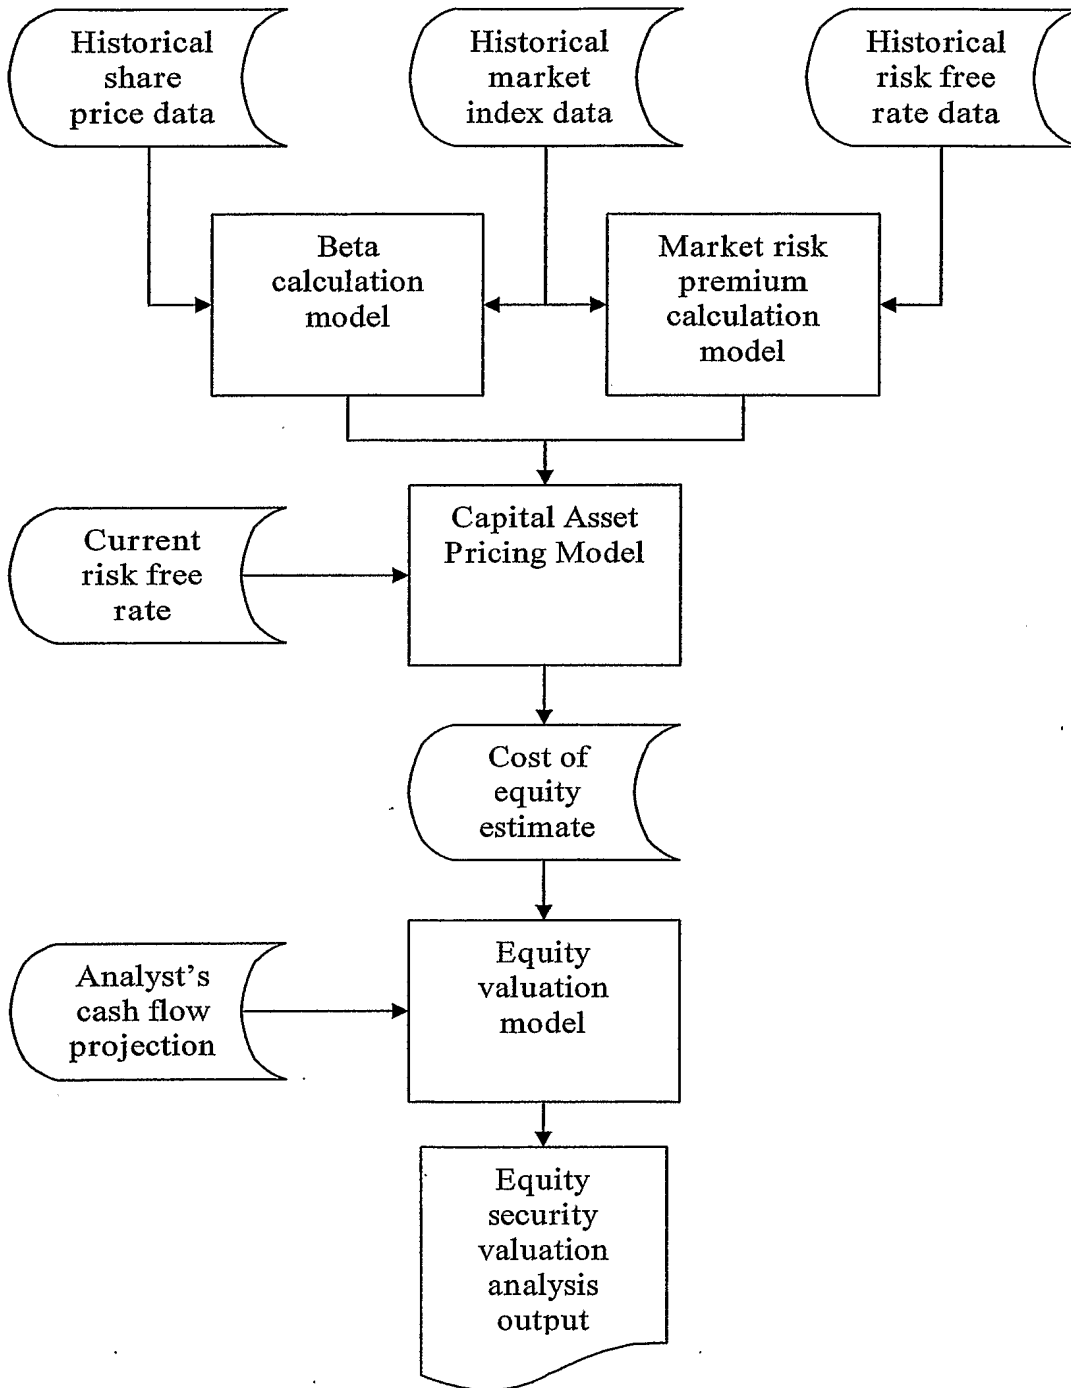 Historical
share
price data
Historical
market
index data
Historical
risk free
rate data
Beta
calculation
model
Market risk
premium
calculation
model
Capital Asset
Pricing Model
Current
risk free
rate
Cost of
equity
estimate
Equity
valuation
model
Analyst's
cash flow
projection
Equity
security
valuation
analysis
output